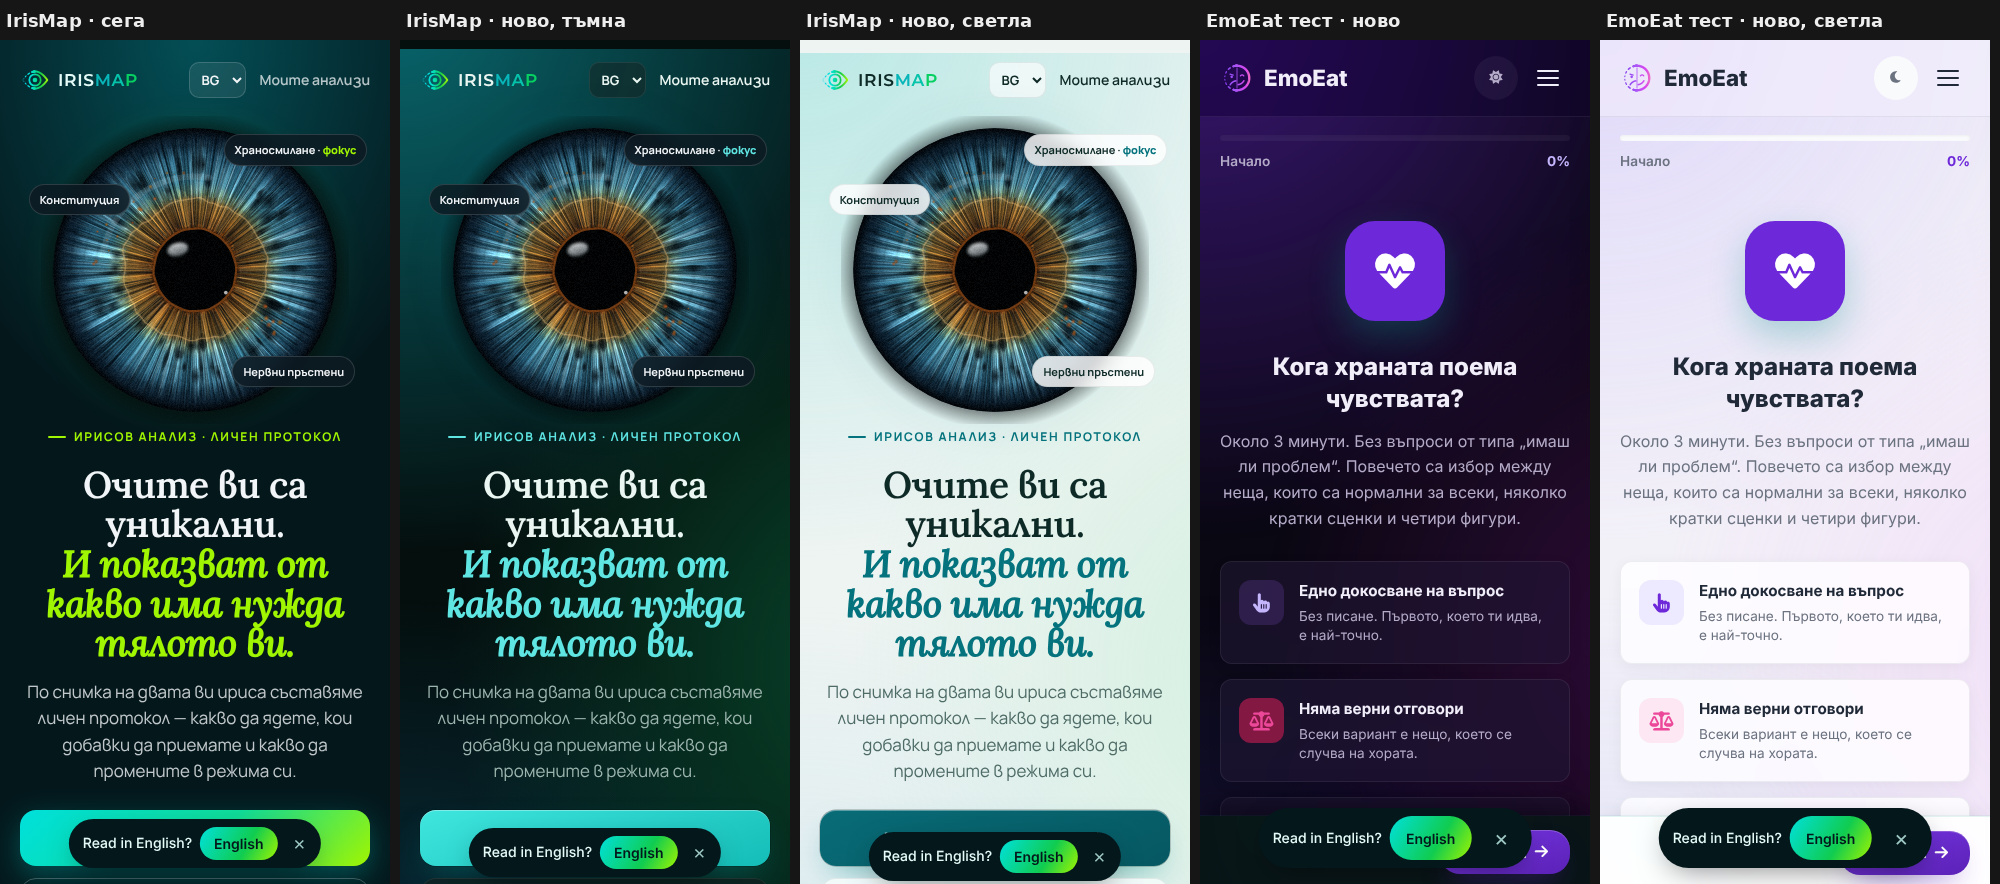 IrisMap · сега
IRISMAP
BG
Моите анализи
Храносмилане · фокус
Конституция
Нервни пръстени
ИРИСОВ АНАЛИЗ · ЛИЧЕН ПРОТОКОЛ
Очите ви са
уникални.
И показват от
какво има нужда
тялото ви.
По снимка на двата ви ириса съставяме
личен протокол — какво да ядете, кои
добавки да приемате и какво да
промените в режима си.
Read in English? English ×
IrisMap · ново, тъмна
IRISMAP
BG
Моите анализи
Храносмилане · фокус
Конституция
Нервни пръстени
ИРИСОВ АНАЛИЗ · ЛИЧЕН ПРОТОКОЛ
Очите ви са
уникални.
И показват от
какво има нужда
тялото ви.
По снимка на двата ви ириса съставяме
личен протокол — какво да ядете, кои
добавки да приемате и какво да
промените в режима си.
Read in English? English ×
IrisMap · ново, светла
IRISMAP
BG
Моите анализи
Храносмилане · фокус
Конституция
Нервни пръстени
ИРИСОВ АНАЛИЗ · ЛИЧЕН ПРОТОКОЛ
Очите ви са
уникални.
И показват от
какво има нужда
тялото ви.
По снимка на двата ви ириса съставяме
личен протокол — какво да ядете, кои
добавки да приемате и какво да
промените в режима си.
Read in English? English ×
EmoEat тест · ново
EmoEat
Начало 0%
Кога храната поема
чувствата?
Около 3 минути. Без въпроси от типа „имаш
ли проблем“. Повечето са избор между
неща, които са нормални за всеки, няколко
кратки сценки и четири фигури.
Едно докосване на въпрос
Без писане. Първото, което ти идва,
е най-точно.
Няма верни отговори
Всеки вариант е нещо, което се
случва на хората.
Read in English? English ×
EmoEat тест · ново, светла
EmoEat
Начало 0%
Кога храната поема
чувствата?
Около 3 минути. Без въпроси от типа „имаш
ли проблем“. Повечето са избор между
неща, които са нормални за всеки, няколко
кратки сценки и четири фигури.
Едно докосване на въпрос
Без писане. Първото, което ти идва,
е най-точно.
Няма верни отговори
Всеки вариант е нещо, което се
случва на хората.
Read in English? English ×